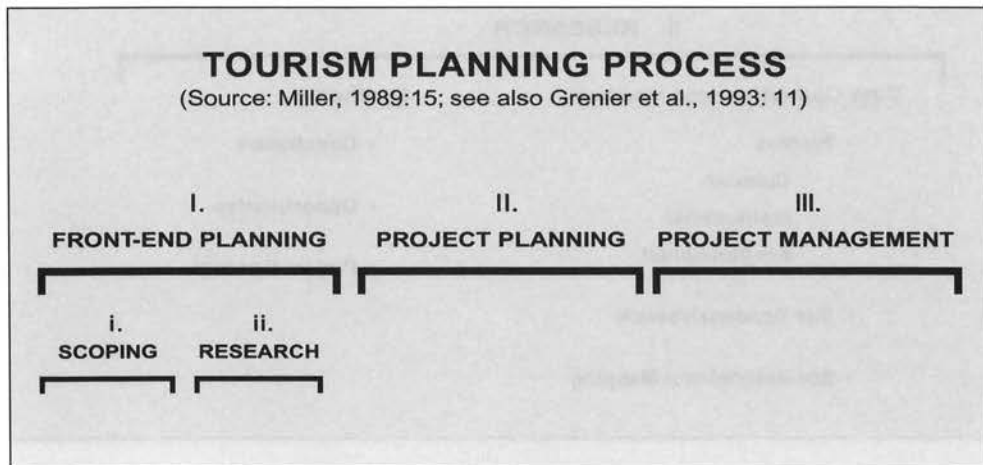 TOURISM PLANNING PROCESS
(Source: Miller, 1989:15; see also Grenier et al., 1993: 11)
I. II. III.
FRONT-END PLANNING PROJECT PLANNING PROJECT MANAGEMENT
i. ii.
SCOPING RESEARCH